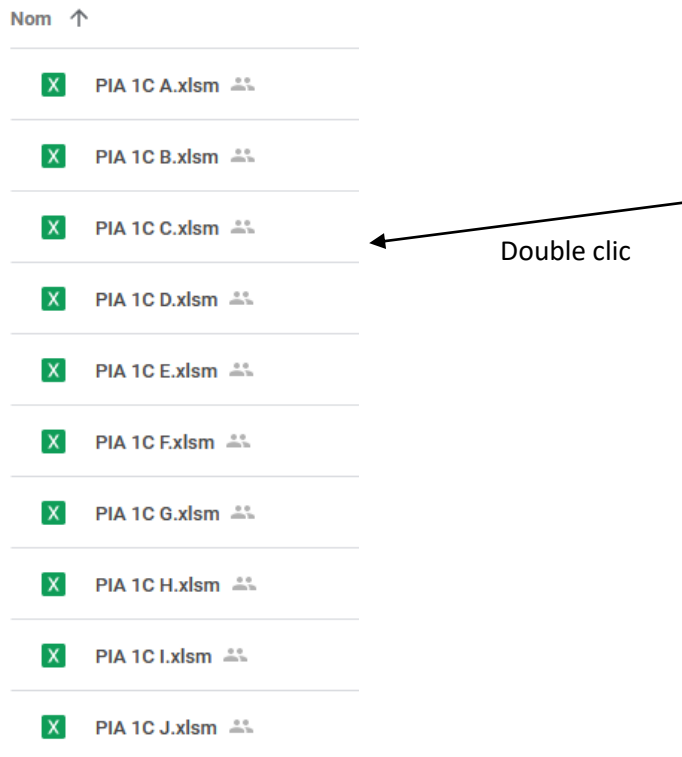 Nom
PIA 1C A.xlsm
PIA 1C B.xlsm
PIA 1C C.xlsm
Double clic
PIA 1C D.xlsm
PIA 1C E.xlsm
PIA 1C F.xlsm
PIA 1C G.xlsm
PIA 1C H.xlsm
PIA 1C I.xlsm
PIA 1C J.xlsm